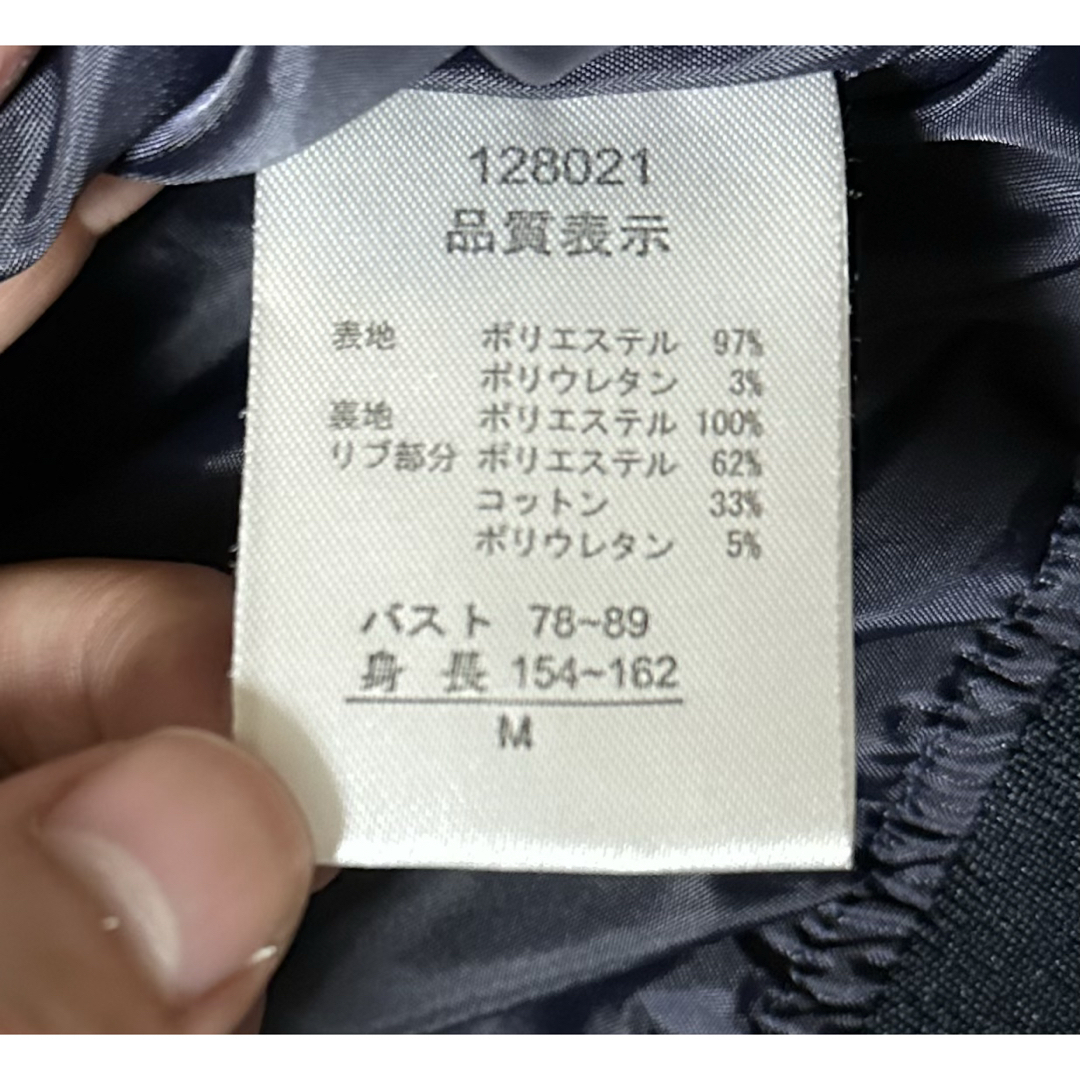 128021
品質表示
表地 ポリエステル 97%
ポリウレタン 3%
裏地 ポリエステル 100%
リブ部分 ポリエステル 62%
コットン 33%
ポリウレタン 5%
バスト 78~89
身長 154~162
M